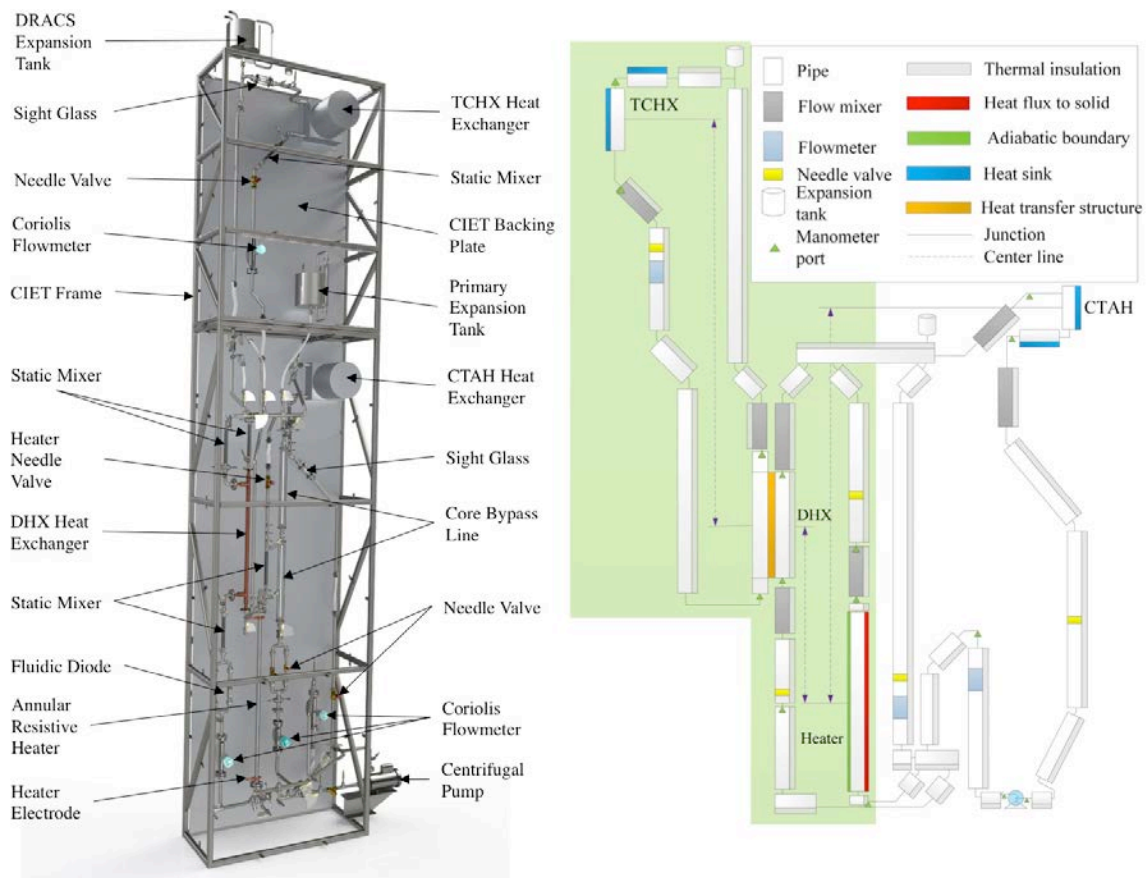 DRACS
Expansion
Tank
Sight Glass
Needle Valve
Coriolis
Flowmeter
CIET Frame
Static Mixer
Heater
Needle
Valve
DHX Heat
Exchanger
Static Mixer
Fluidic Diode
Annular
Resistive
Heater
Heater
Electrode
TCHX Heat
Exchanger
Static Mixer
CIET Backing
Plate
Primary
Expansion
Tank
CTAH Heat
Exchanger
Sight Glass
Core Bypass
Line
Needle Valve
Coriolis
Flowmeter
Centrifugal
Pump
TCHX
DHX
Heater
CTAH
Pipe
Flow mixer
Flowmeter
Needle valve
Expansion
tank
Manometer
port
Thermal insulation
Heat flux to solid
Adiabatic boundary
Heat sink
Heat transfer structure
Junction
Center line